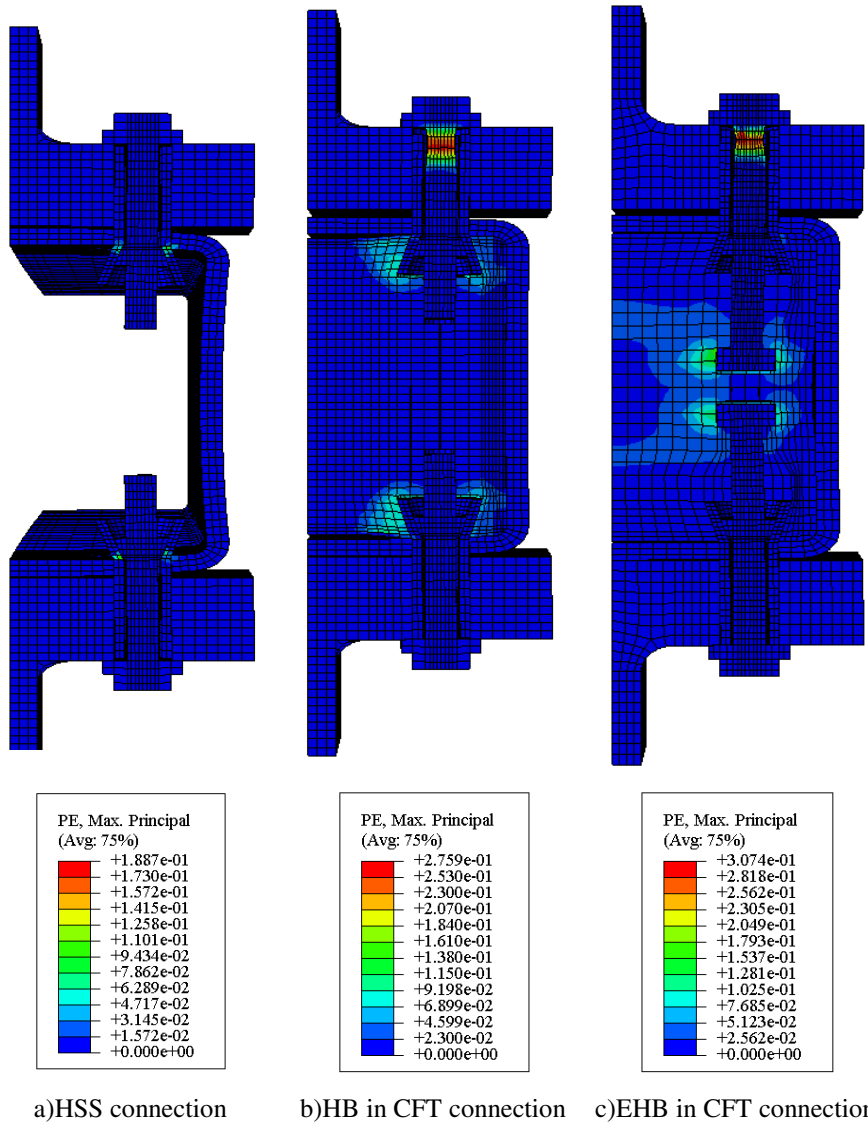 PE, Max. Principal
(Avg: 75%)
+1.887e-01
+1.730e-01
+1.572e-01
+1.415e-01
+1.258e-01
+1.101e-01
+9.434e-02
+7.862e-02
+6.289e-02
+4.717e-02
+3.145e-02
+1.572e-02
+0.000e+00
PE, Max. Principal
(Avg: 75%)
+2.759e-01
+2.530e-01
+2.300e-01
+2.070e-01
+1.840e-01
+1.610e-01
+1.380e-01
+1.150e-01
+9.198e-02
+6.899e-02
+4.599e-02
+2.300e-02
+0.000e+00
PE, Max. Principal
(Avg: 75%)
+3.074e-01
+2.818e-01
+2.562e-01
+2.305e-01
+2.049e-01
+1.793e-01
+1.537e-01
+1.281e-01
+1.025e-01
+7.685e-02
+5.123e-02
+2.562e-02
+0.000e+00
a)HSS connection
b)HB in CFT connection
c)EHB in CFT connection